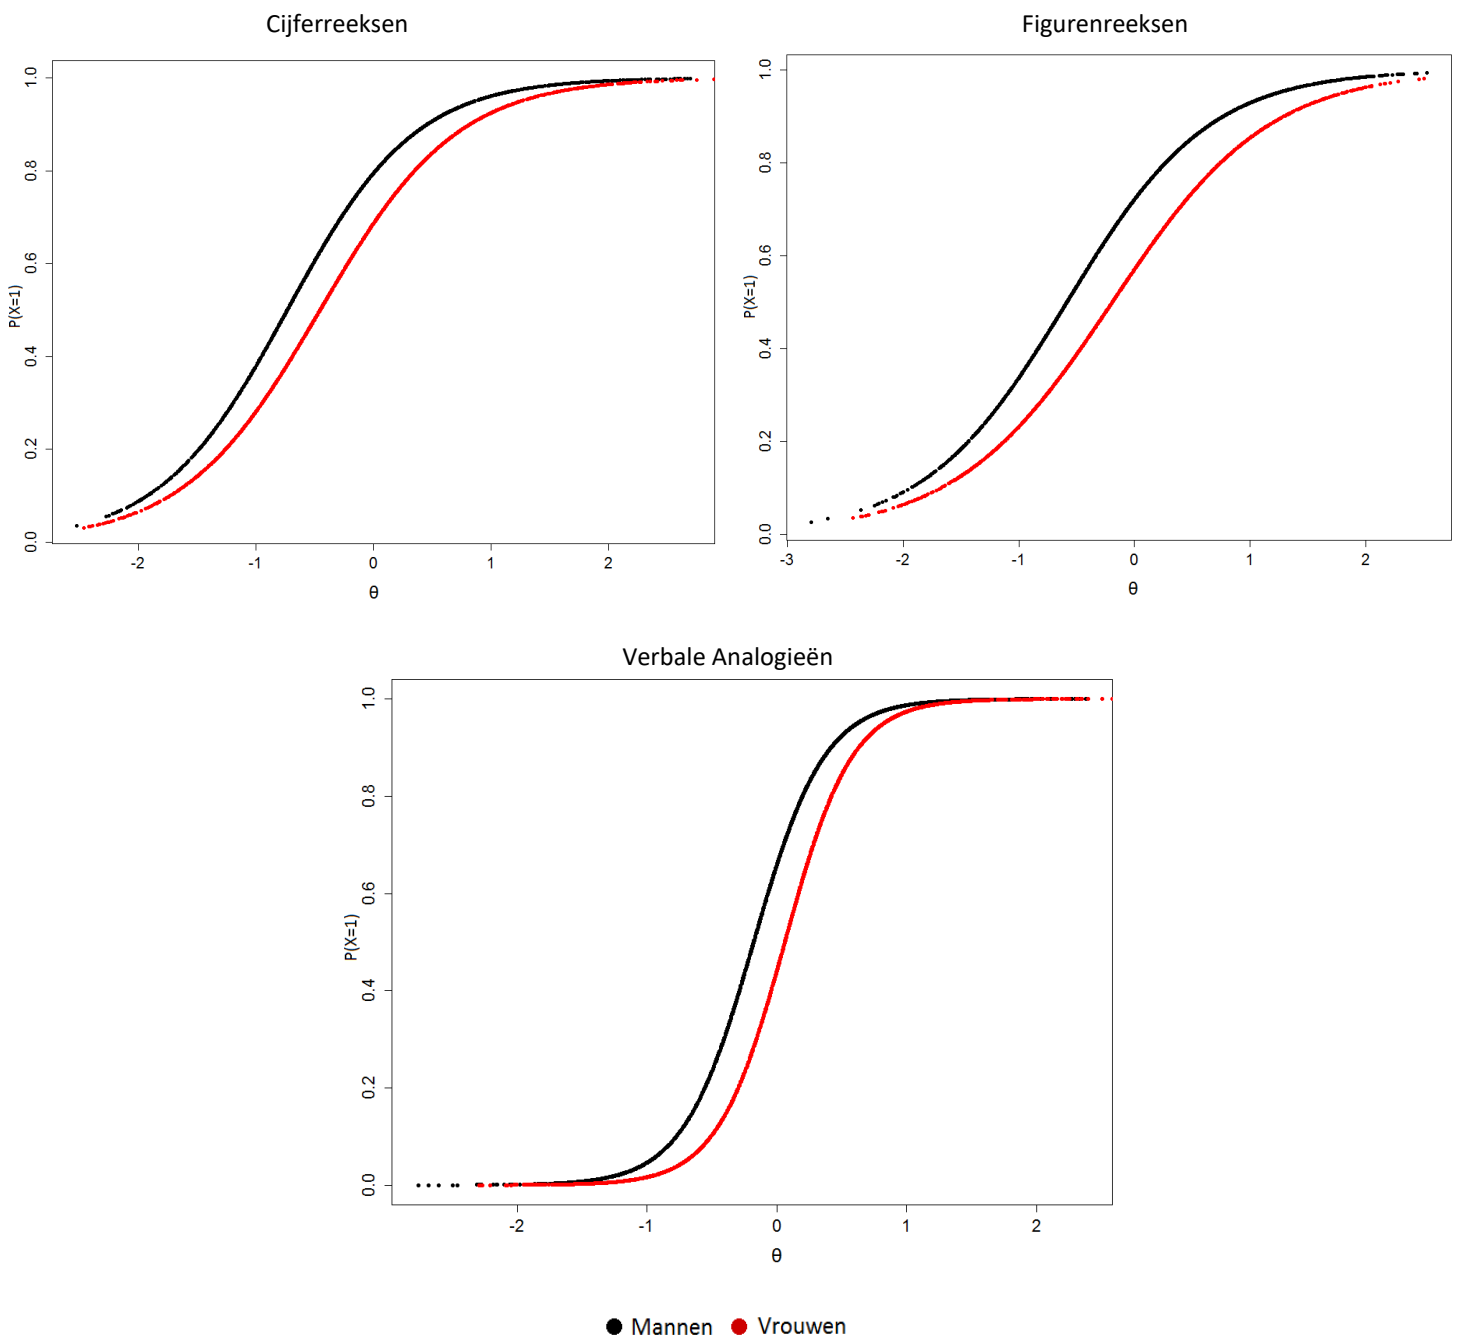 Cijferreeksen
P(X=1)
0.0 0.2 0.4 0.6 0.8 1.0
-2 -1 0 1 2
θ
Figurenreeksen
P(X=1)
0.0 0.2 0.4 0.6 0.8 1.0
-3 -2 -1 0 1 2
θ
Verbale Analogieën
P(X=1)
0.0 0.2 0.4 0.6 0.8 1.0
-2 -1 0 1 2
θ
Mannen Vrouwen